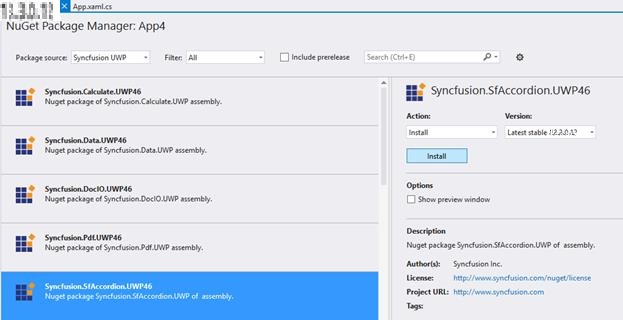 App.xaml.cs
NuGet Package Manager: App4
Package source: Syncfusion UWP Filter: All Include prerelease Search (Ctrl+E)
Syncfusion.Calculate.UWP46
Nuget package of Syncfusion.Calculate.UWP assembly.
Syncfusion.Data.UWP46
Nuget package of Syncfusion.Data.UWP assembly.
Syncfusion.DocIO.UWP46
Nuget package of Syncfusion.DocIO.UWP assembly.
Syncfusion.Pdf.UWP46
Nuget package of Syncfusion.Pdf.UWP assembly.
Syncfusion.SfAccordion.UWP46
Nuget package Syncfusion.SfAccordion.UWP of assembly.
Syncfusion.SfAccordion.UWP46
Action: Version:
Install Latest stable
Install
Options
Show preview window
Description
Nuget package Syncfusion.SfAccordion.UWP of assembly.
Author(s): Syncfusion Inc.
License: http://www.syncfusion.com/nuget/license
Project URL: http://www.syncfusion.com
Tags: